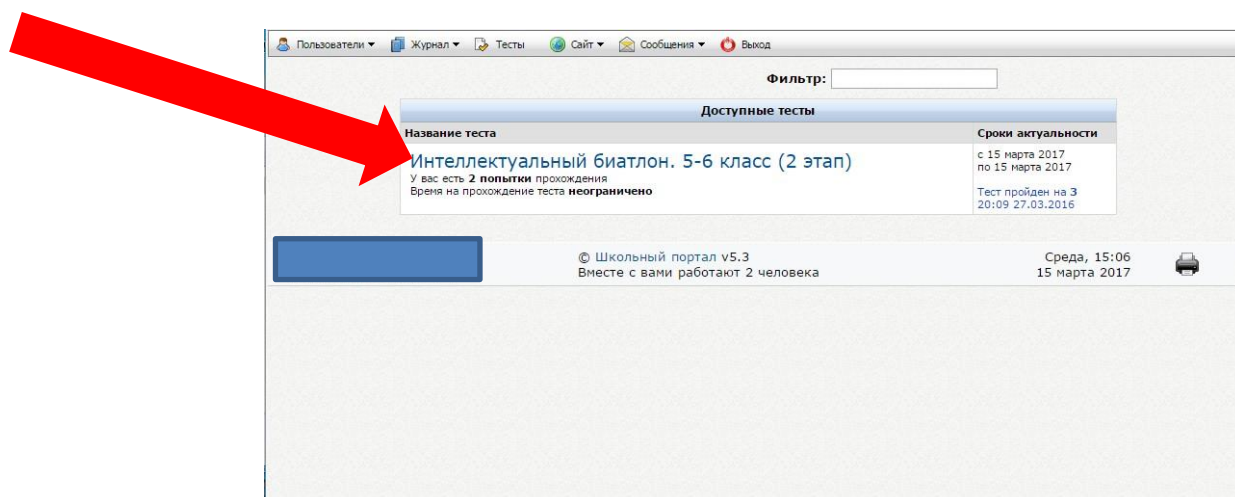 Пользователи Журнал Тесты Сайт Сообщения Выход
Фильтр:
Доступные тесты
Название теста Сроки актуальности
Интеллектуальный биатлон. 5-6 класс (2 этап)
У вас есть 2 попытки прохождения
Время на прохождение теста неограничено
с 15 марта 2017
по 15 марта 2017
Тест пройден на 3
20:09 27.03.2016
© Школьный портал v5.3
Вместе с вами работают 2 человека
Среда, 15:06
15 марта 2017